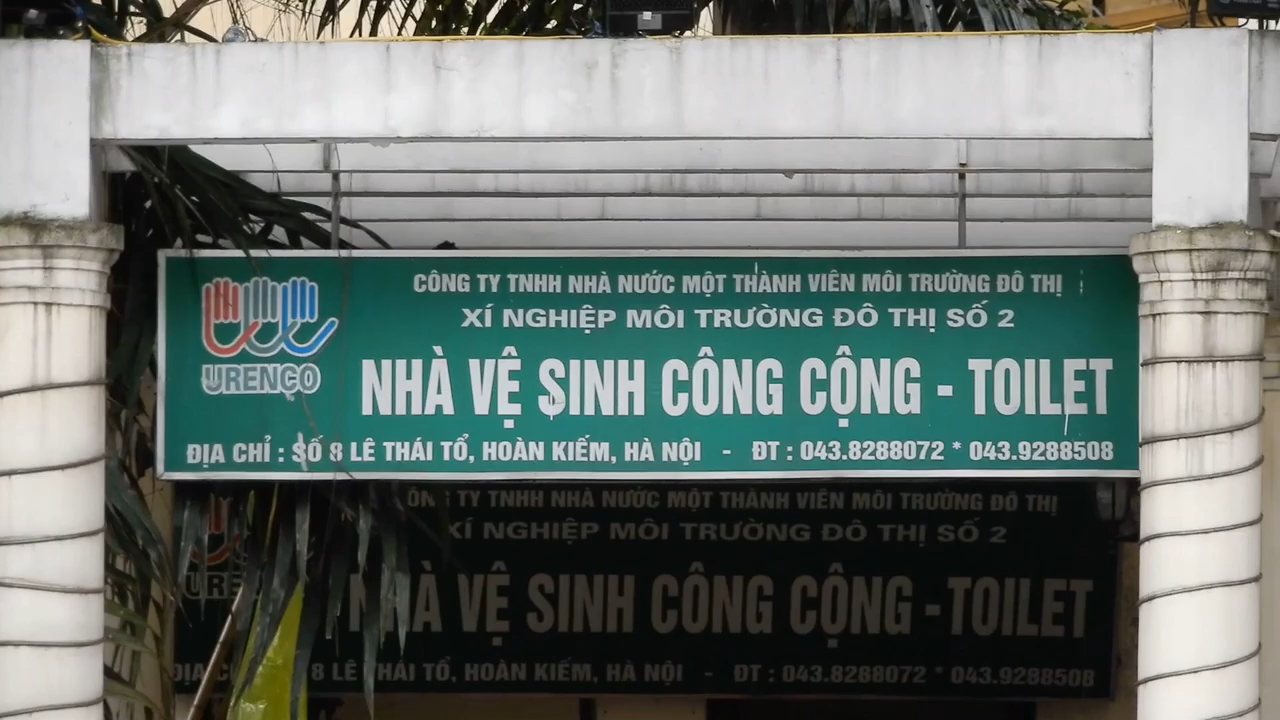 URENCO
CÔNG TY TNHH NHÀ NƯỚC MỘT THÀNH VIÊN MÔI TRƯỜNG ĐÔ THỊ
XÍ NGHIỆP MÔI TRƯỜNG ĐÔ THỊ SỐ 2
NHÀ VỆ SINH CÔNG CỘNG - TOILET
ĐỊA CHỈ : SỐ 8 LÊ THÁI TỔ, HOÀN KIẾM, HÀ NỘI - ĐT : 043.8288072 * 043.9288508
TY TNHH NHÀ NƯỚC MỘT THÀNH VIÊN MÔI TRƯỜNG ĐÔ THỊ
XÍ NGHIỆP MÔI TRƯỜNG ĐÔ THỊ SỐ 2
NHÀ VỆ SINH CÔNG CỘNG - TOILET
8 LÊ THÁI TỔ, HOÀN KIẾM, HÀ NỘI - ĐT : 043.8288072 * 043.9288508